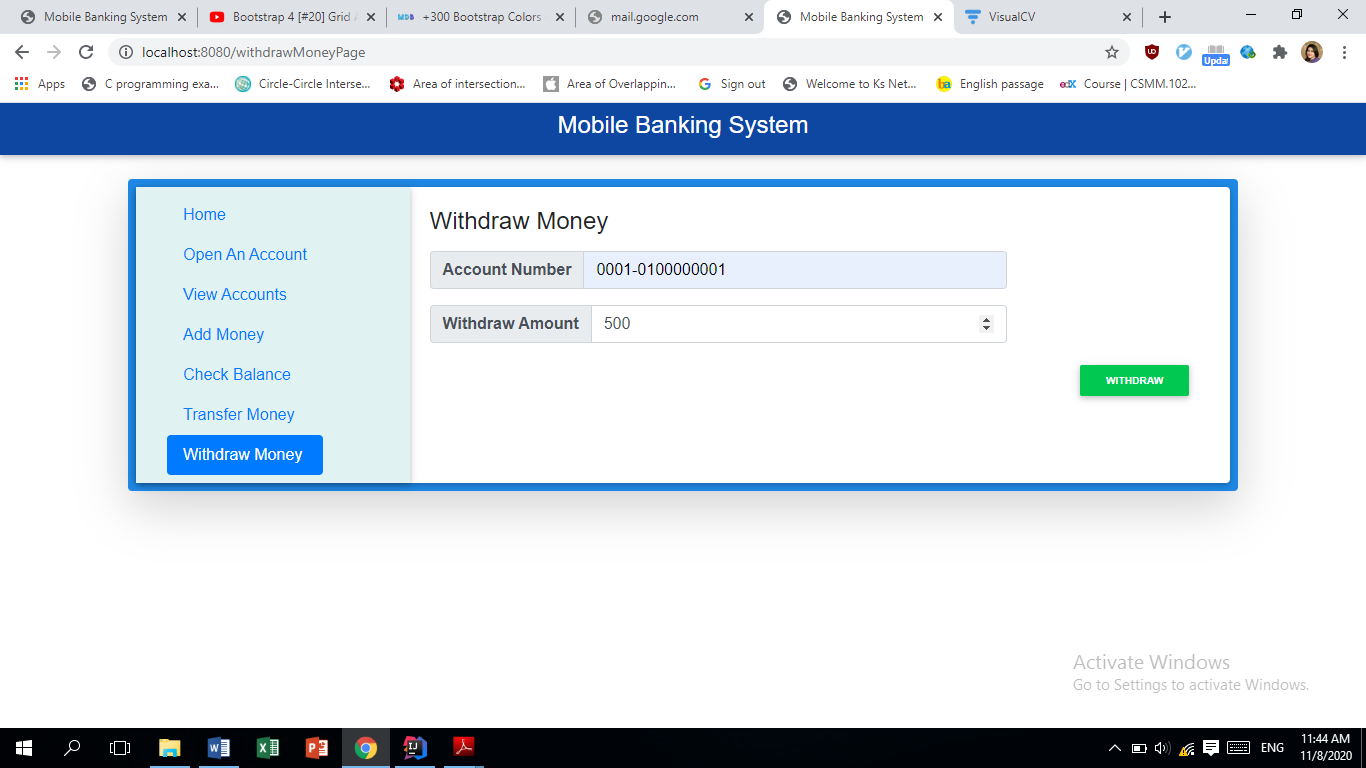 Mobile Banking System
Bootstrap 4 [#20] Grid
+300 Bootstrap Colors
mail.google.com
Mobile Banking System
VisualCV
localhost:8080/withdrawMoneyPage
Apps
C programming exa...
Circle-Circle Interse...
Area of intersection...
Area of Overlappin...
Sign out
Welcome to Ks Net...
English passage
edX Course | CSMM.102...
Mobile Banking System
Home
Open An Account
View Accounts
Add Money
Check Balance
Transfer Money
Withdraw Money
Withdraw Money
Account Number 0001-0100000001
Withdraw Amount 500
WITHDRAW
Activate Windows
Go to Settings to activate Windows.
ENG
11:44 AM
11/8/2020